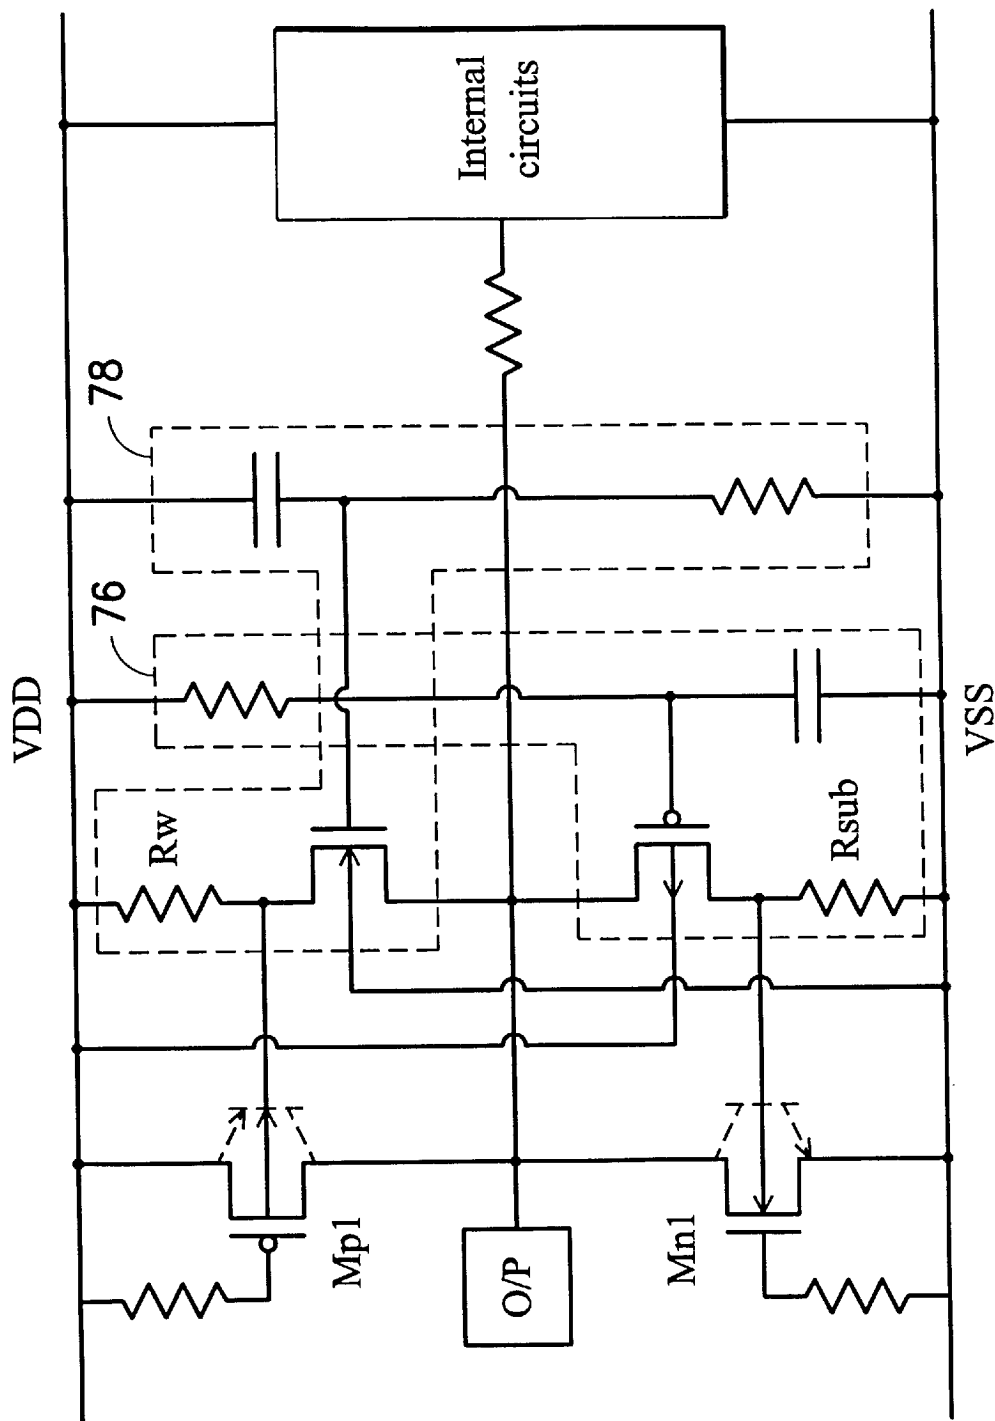 VDD
78
76
Rw
Mp1
O/P
Internal
circuits
Mn1
Rsub
VSS